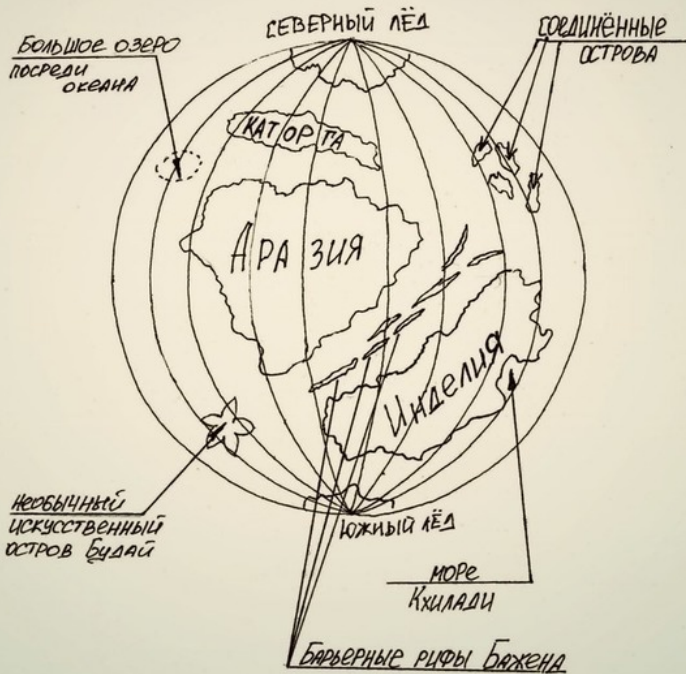 СЕВЕРНЫЙ ЛЁД
БОЛЬШОЕ ОЗЕРО
ПОСРЕДИ
ОКЕАНА
СОЕДИНЁННЫЕ
ОСТРОВА
КАТОРГА
АРАЗИЯ
ИНДЕЛИЯ
НЕОБЫЧНЫЙ
ИСКУССТВЕННЫЙ
ОСТРОВ БУДАЙ
ЮЖНЫЙ ЛЁД
МОРЕ
КХИЛАДИ
БАРЬЕРНЫЕ РИФЫ БАЖЕНА